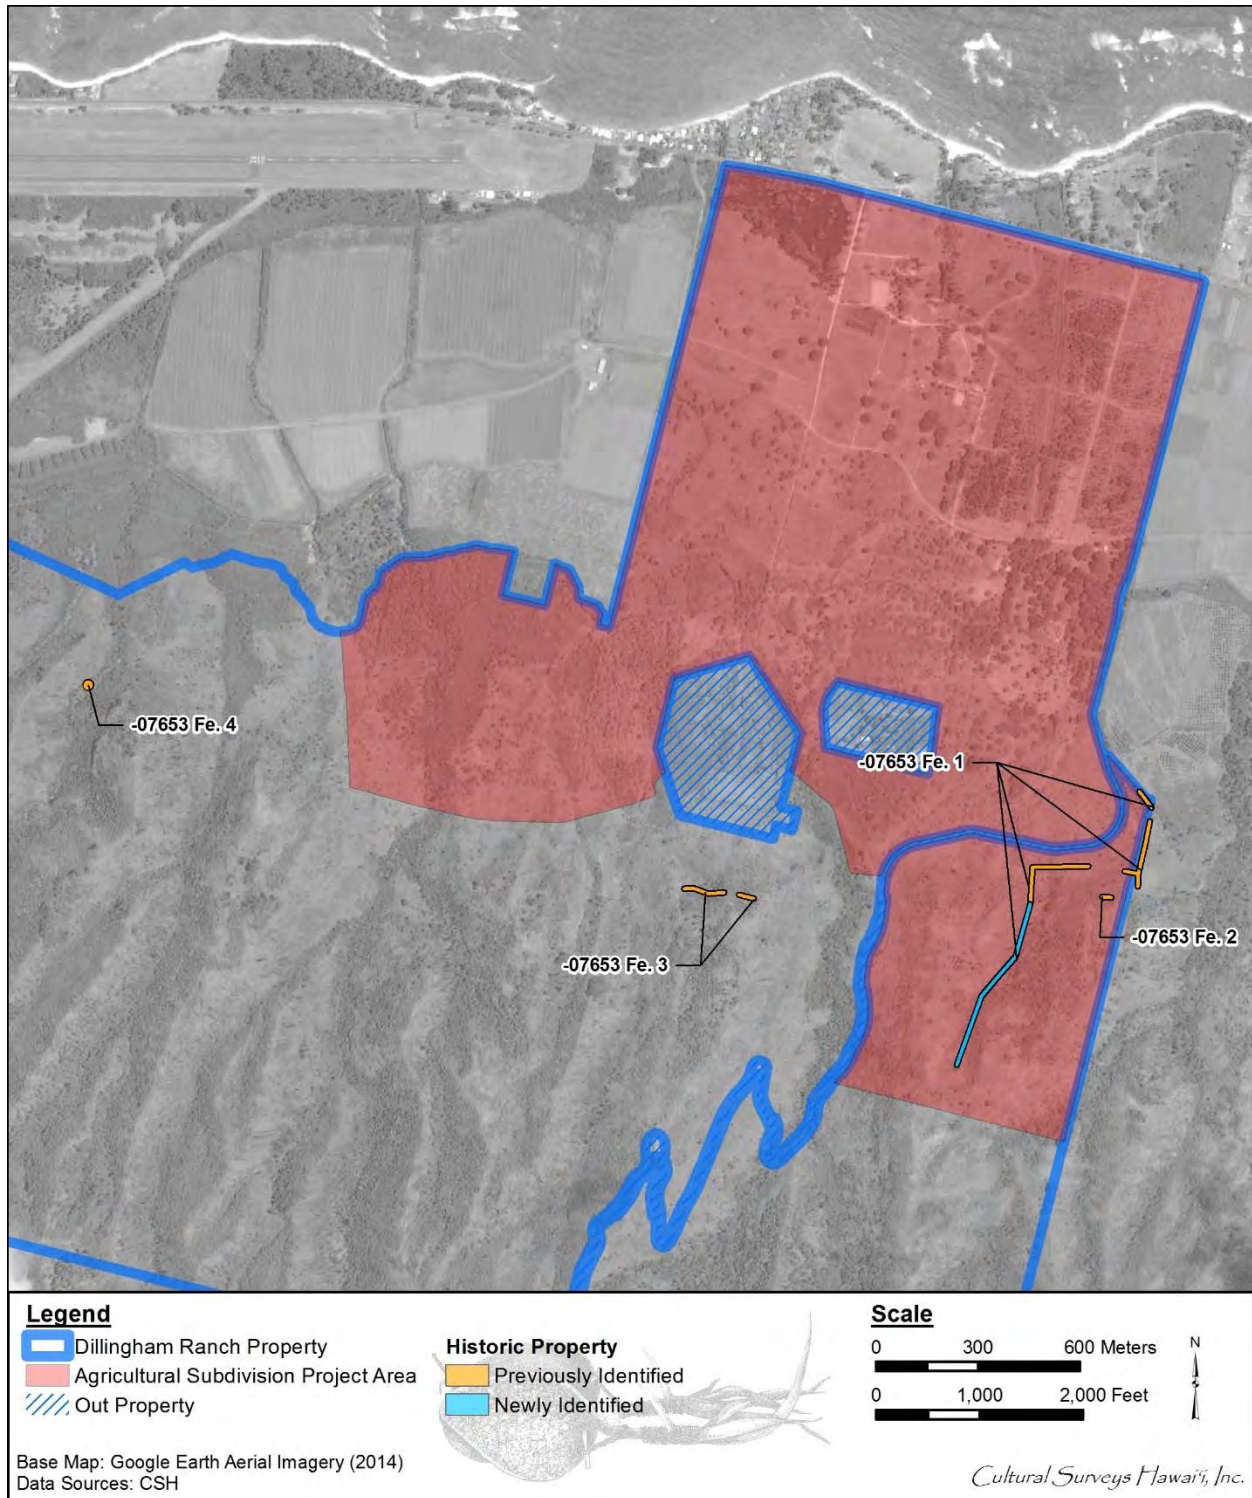 -07653 Fe. 4
-07653 Fe. 1
-07653 Fe. 2
-07653 Fe. 3
Legend
Dillingham Ranch Property
Agricultural Subdivision Project Area
Out Property
Historic Property
Previously Identified
Newly Identified
Scale
0 300 600 Meters
0 1,000 2,000 Feet
N
Base Map: Google Earth Aerial Imagery (2014)
Data Sources: CSH
Cultural Surveys Hawaiʻi, Inc.